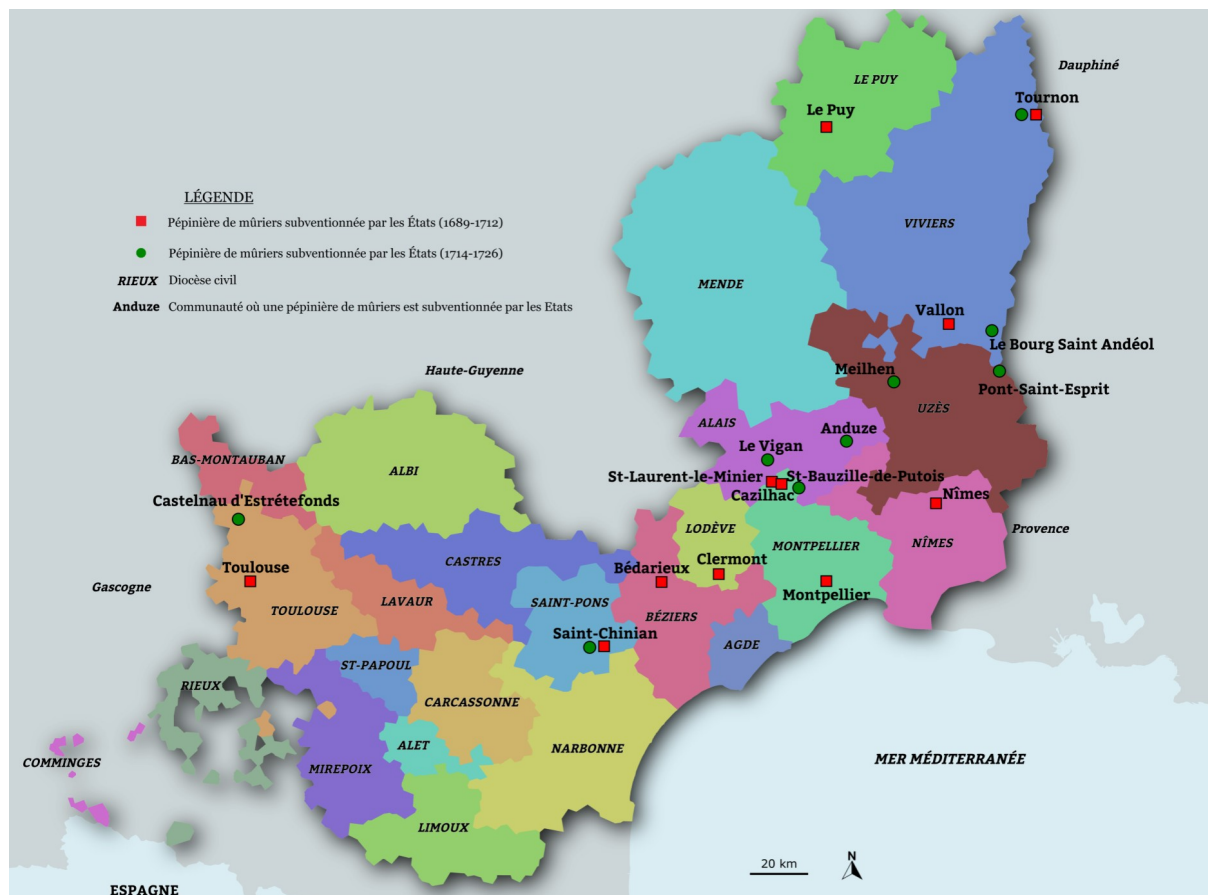 Dauphiné
LE PUY
Le Puy
Tournon
LÉGENDE
Pépinière de mûriers subventionnée par les États (1689-1712)
Pépinière de mûriers subventionnée par les États (1714-1726)
RIEUX Diocèse civil
Anduze Communauté où une pépinière de mûriers est subventionnée par les Etats
VIVIERS
MENDE
Vallon
Le Bourg Saint Andéol
Haute-Guyenne
Meilhen
Pont-Saint-Esprit
UZÈS
ALAIS
Anduze
Le Vigan
BAS-MONTAUBAN
ALBI
St-Laurent-le-Minier
St-Bauzille-de-Putois
Cazilhac
Nîmes
Castelnau d'Estrétefonds
Provence
LODÈVE
MONTPELLIER
NÎMES
CASTRES
Clermont
Bédarieux
Toulouse
Gascogne
Montpellier
LAVAUR
SAINT-PONS
TOULOUSE
BÉZIERS
Saint-Chinian
AGDE
ST-PAPOUL
RIEUX
CARCASSONNE
ALET
NARBONNE
MER MÉDITERRANÉE
COMMINGES
MIREPOIX
LIMOUX
20 km
N
ESPAGNE